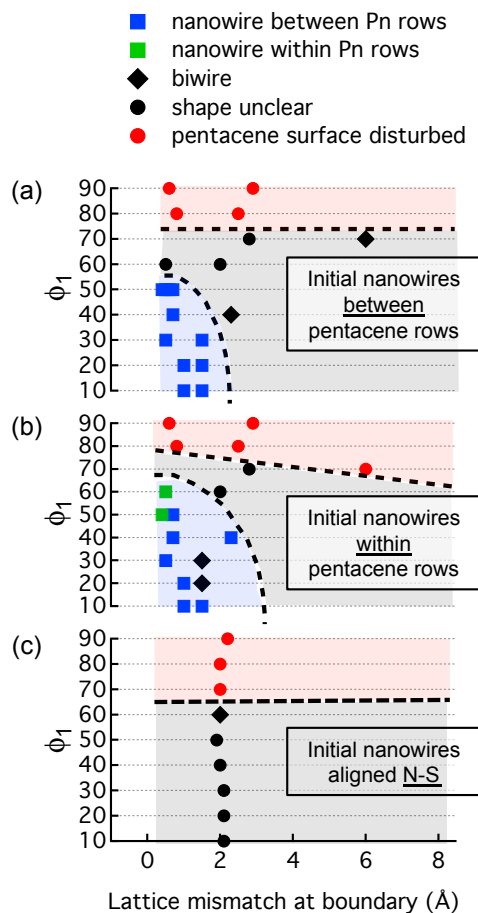 nanowire between Pn rows
nanowire within Pn rows
biwire
shape unclear
pentacene surface disturbed
(a)
90
80
70
60
50
40
30
20
10
ϕ1
Initial nanowires
between
pentacene rows
(b)
90
80
70
60
50
40
30
20
10
ϕ1
Initial nanowires
within
pentacene rows
(c)
90
80
70
60
50
40
30
20
10
ϕ1
Initial nanowires
aligned N-S
0 2 4 6 8
Lattice mismatch at boundary (Å)